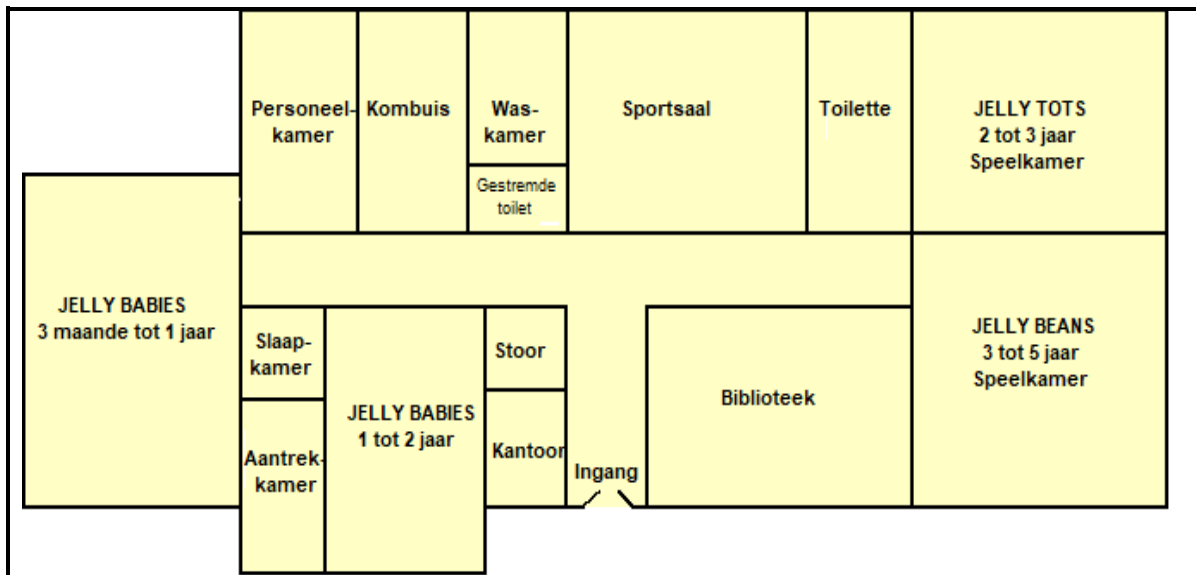 Personeel-
kamer
Kombuis
Was-
kamer
Gestremde
toilet
Sportsaal
Toilette
JELLY TOTS
2 tot 3 jaar
Speelkamer
JELLY BABIES
3 maande tot 1 jaar
Slaap-
kamer
Aantrek-
kamer
JELLY BABIES
1 tot 2 jaar
Stoor
Kantoor
Ingang
Biblioteek
JELLY BEANS
3 tot 5 jaar
Speelkamer